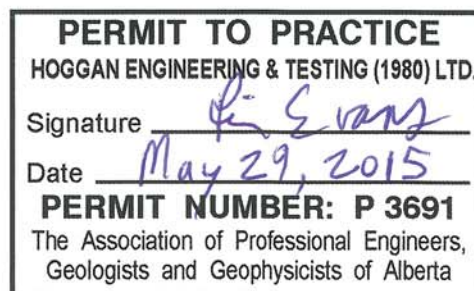 PERMIT TO PRACTICE
HOGGAN ENGINEERING & TESTING (1980) LTD.
Signature Evans
Date May 29, 2015
PERMIT NUMBER: P 3691
The Association of Professional Engineers,
Geologists and Geophysicists of Alberta